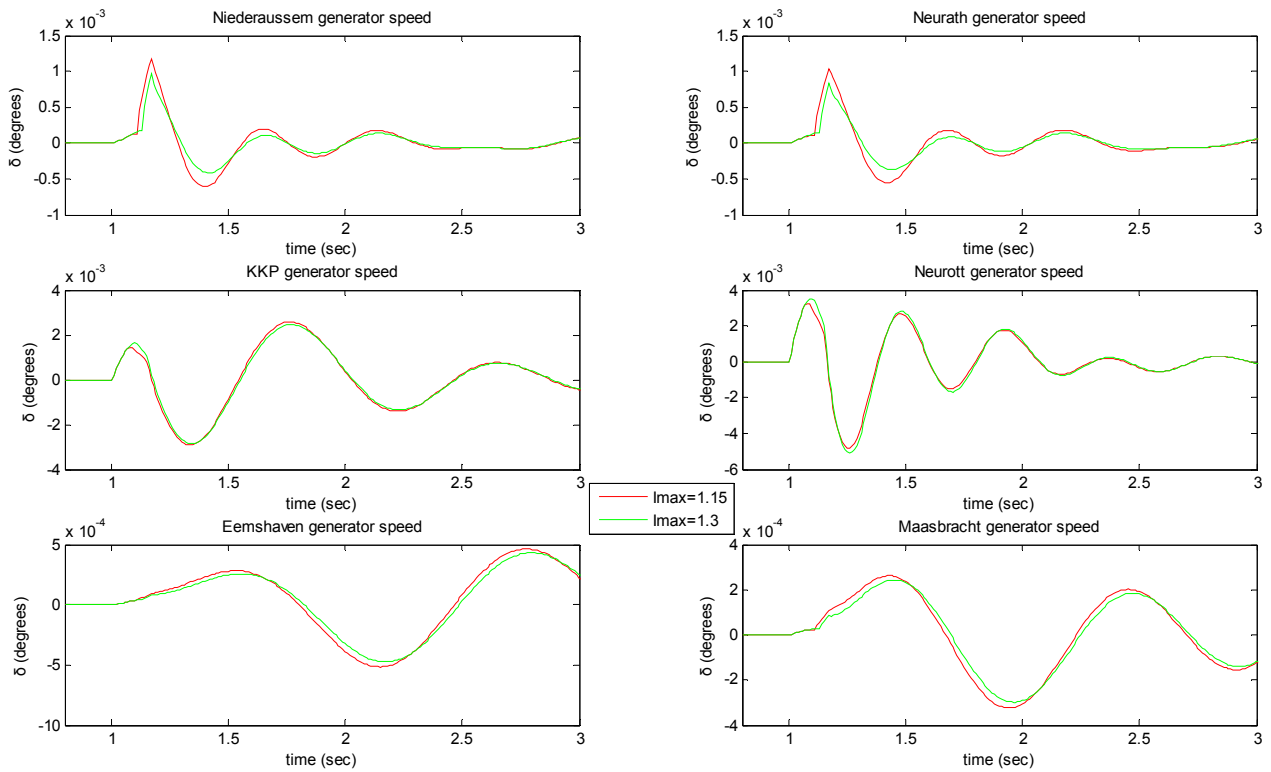 Niederaussem generator speed
x 10-3
1.5
1
0.5
0
-0.5
-1
δ (degrees)
1
1.5
2
2.5
3
time (sec)
Neurath generator speed
x 10-3
1.5
1
0.5
0
-0.5
-1
δ (degrees)
1
1.5
2
2.5
3
time (sec)
KKP generator speed
x 10-3
4
2
0
-2
-4
δ (degrees)
1
1.5
2
2.5
3
time (sec)
Neurott generator speed
x 10-3
4
2
0
-2
-4
-6
δ (degrees)
1
1.5
2
2.5
3
time (sec)
Imax=1.15
Imax=1.3
Eemshaven generator speed
x 10-4
5
0
-5
-10
δ (degrees)
1
1.5
2
2.5
3
time (sec)
Maasbracht generator speed
x 10-4
4
2
0
-2
-4
δ (degrees)
1
1.5
2
2.5
3
time (sec)